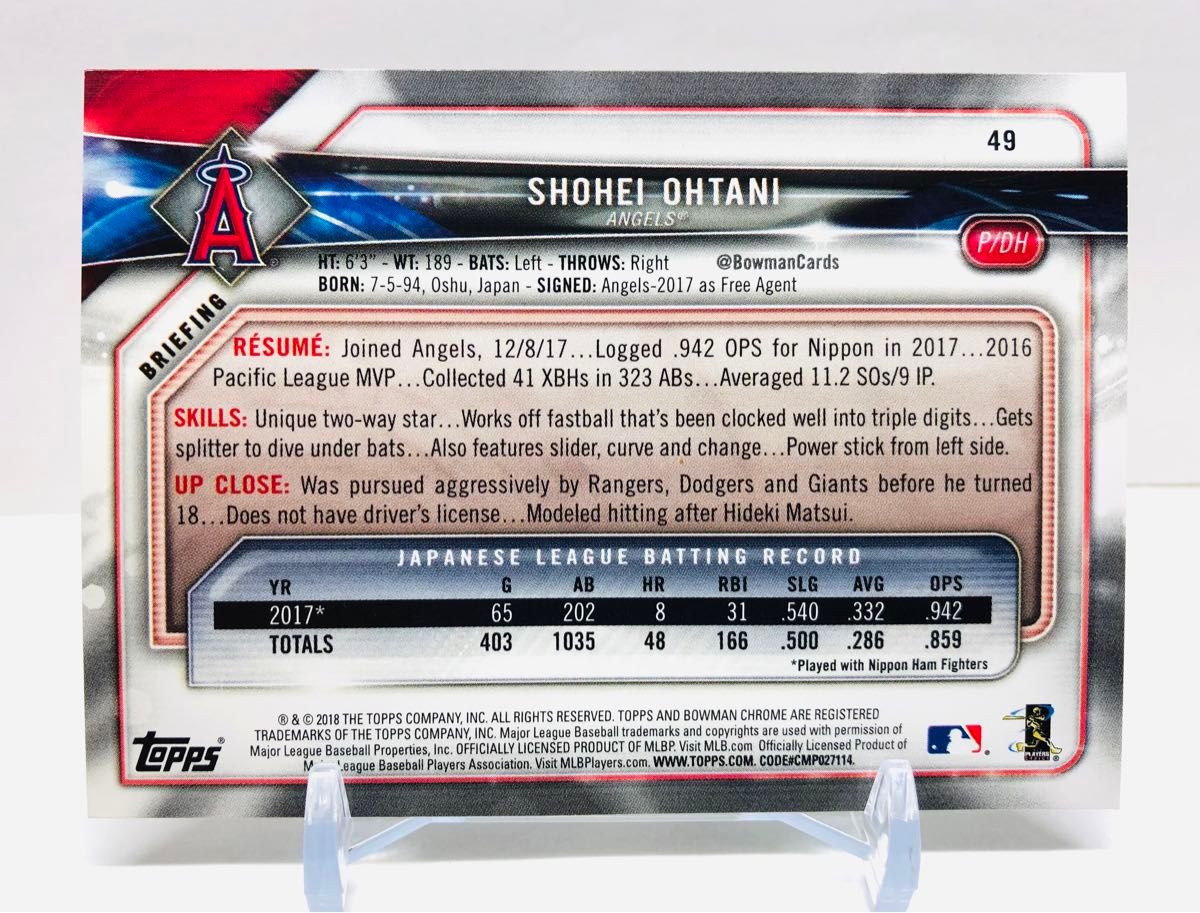 49
A
SHOHEI OHTANI
ANGELS®
P/DH
HT: 6'3" - WT: 189 - BATS: Left - THROWS: Right @BowmanCards
BORN: 7-5-94, Oshu, Japan - SIGNED: Angels-2017 as Free Agent
BRIEFING
RÉSUMÉ: Joined Angels, 12/8/17...Logged .942 OPS for Nippon in 2017...2016
Pacific League MVP...Collected 41 XBHs in 323 ABs...Averaged 11.2 SOs/9 IP.
SKILLS: Unique two-way star...Works off fastball that's been clocked well into triple digits...Gets
splitter to dive under bats...Also features slider, curve and change...Power stick from left side.
UP CLOSE: Was pursued aggressively by Rangers, Dodgers and Giants before he turned
18...Does not have driver's license...Modeled hitting after Hideki Matsui.
JAPANESE LEAGUE BATTING RECORD
YR G AB HR RBI SLG AVG OPS
2017* 65 202 8 31 .540 .332 .942
TOTALS 403 1035 48 166 .500 .286 .859
*Played with Nippon Ham Fighters
® & © 2018 THE TOPPS COMPANY, INC. ALL RIGHTS RESERVED. TOPPS AND BOWMAN CHROME ARE REGISTERED
TRADEMARKS OF THE TOPPS COMPANY, INC. Major League Baseball trademarks and copyrights are used with permission of
Major League Baseball Properties, Inc. OFFICIALLY LICENSED PRODUCT OF MLBP. Visit MLB.com Officially Licensed Product of
League Baseball Players Association. Visit MLBPlayers.com. WWW.TOPPS.COM. CODE#CMP027114.
TOPPS®
PLAYERS
CHOICE ®